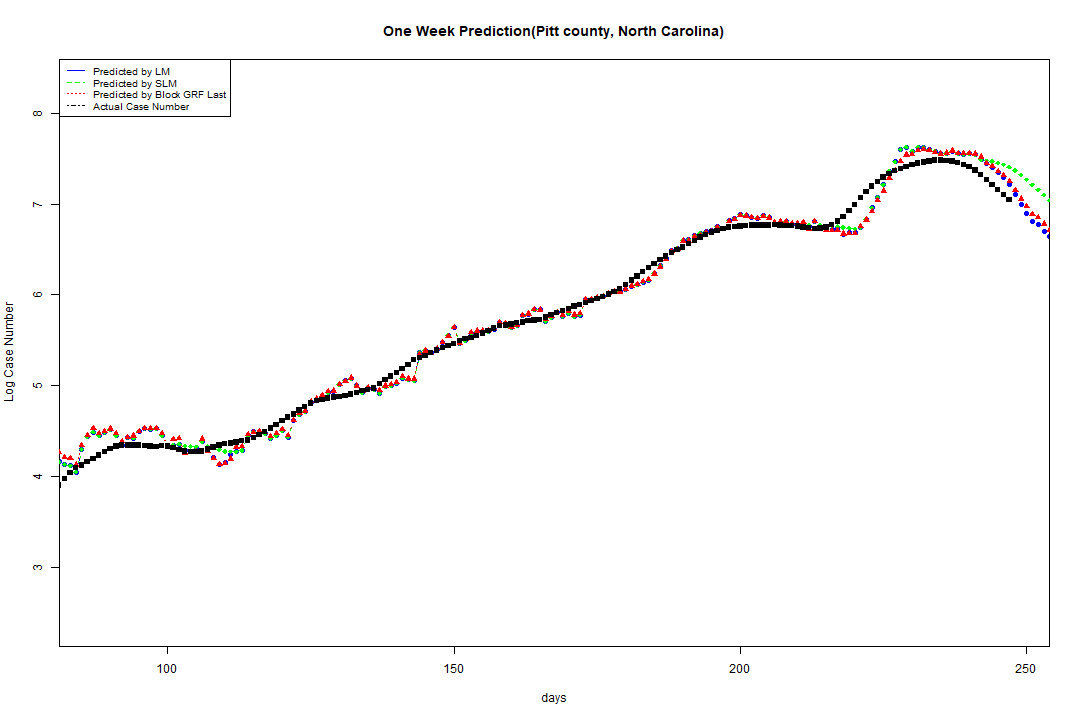 One Week Prediction(Pitt county, North Carolina)
Predicted by LM
Predicted by SLM
Predicted by Block GRF Last
Actual Case Number
Log Case Number
8
7
6
5
4
3
100
150
200
250
days